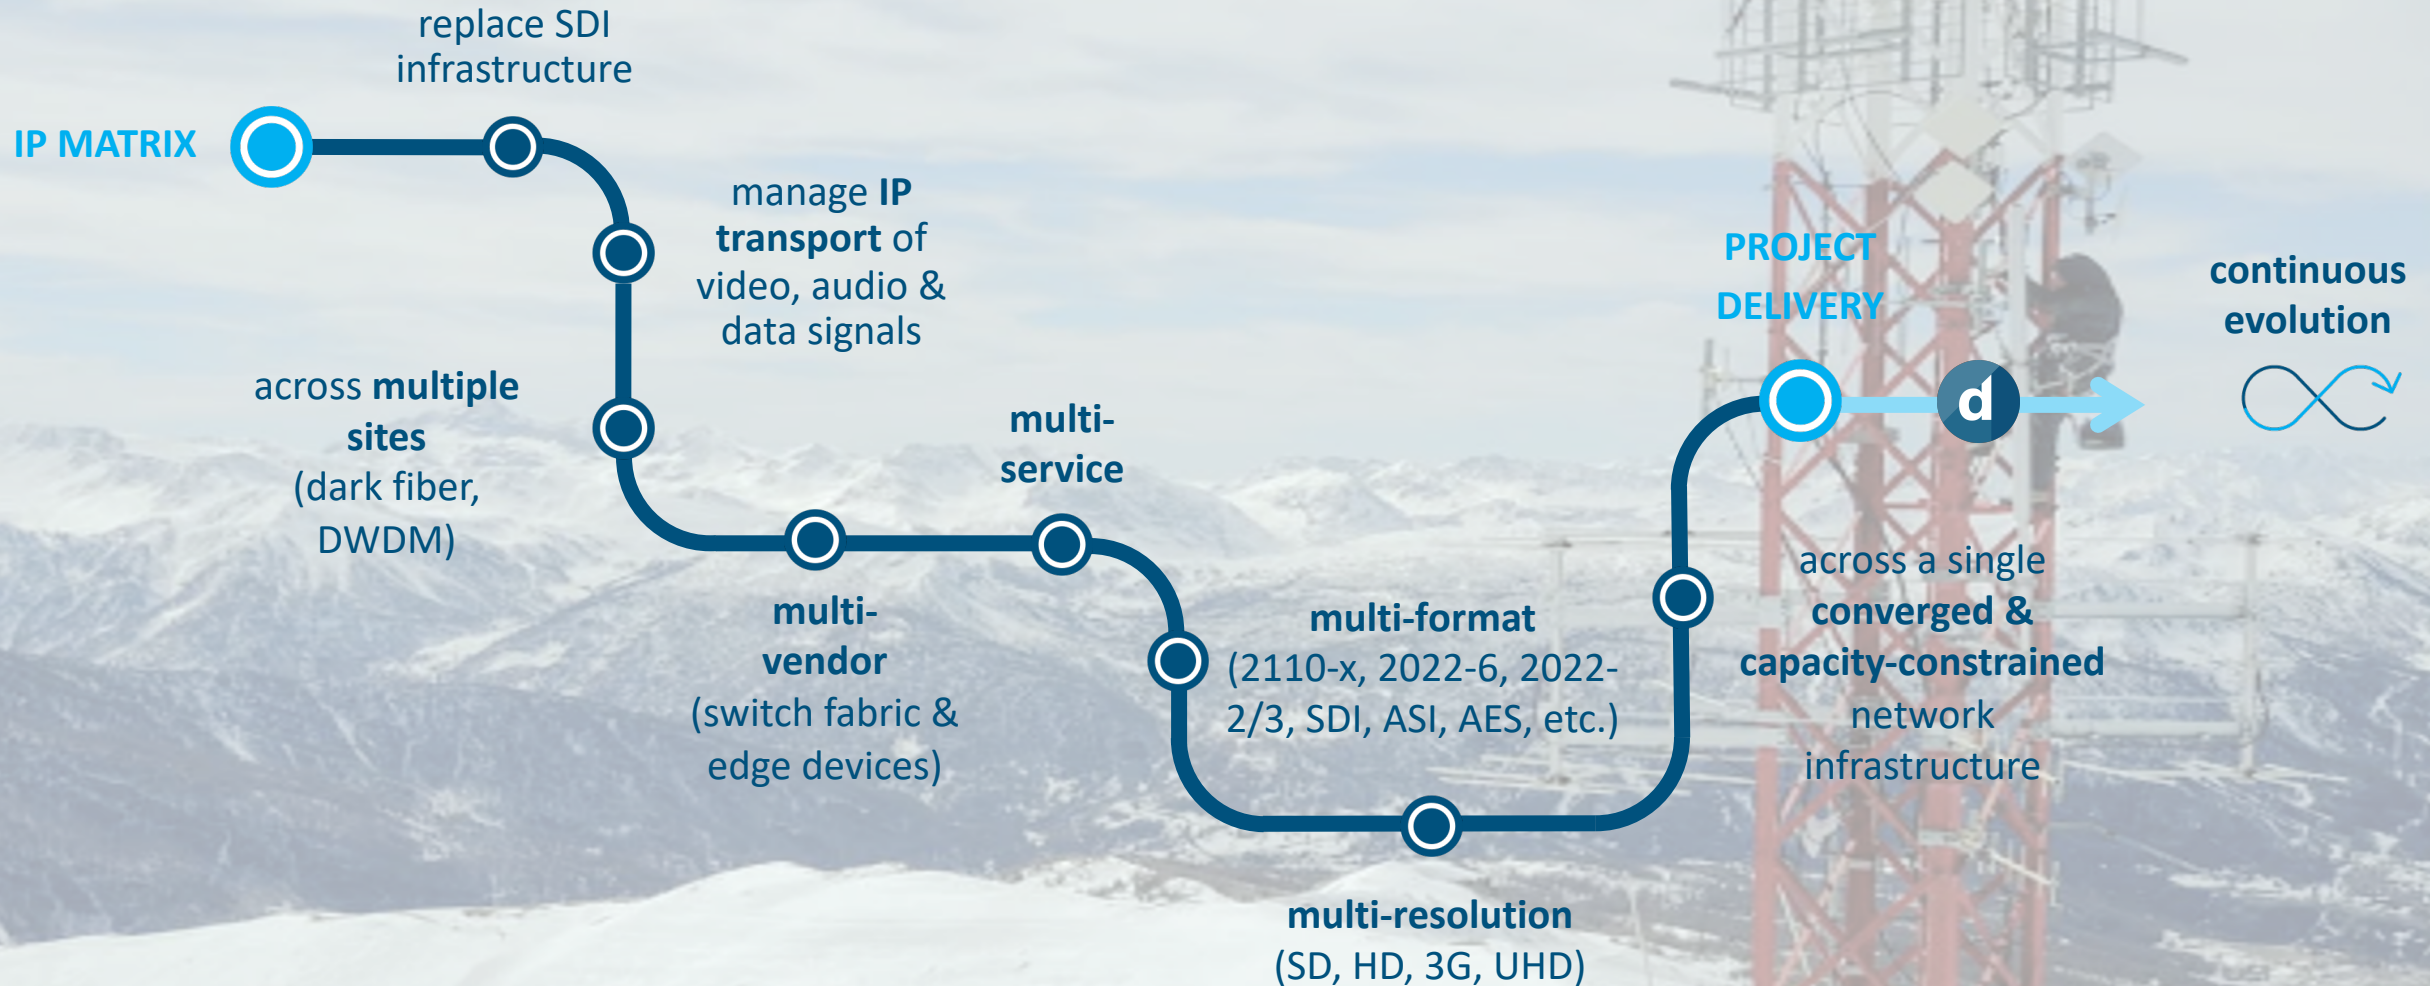 replace SDI
infrastructure
IP MATRIX
manage IP
transport of
video, audio &
data signals
across multiple
sites
(dark fiber,
DWDM)
multi-
vendor
(switch fabric &
edge devices)
multi-
service
multi-format
(2110-x, 2022-6, 2022-
2/3, SDI, ASI, AES, etc.)
multi-resolution
(SD, HD, 3G, UHD)
across a single
converged &
capacity-constrained
network
infrastructure
PROJECT
DELIVERY
d
continuous
evolution